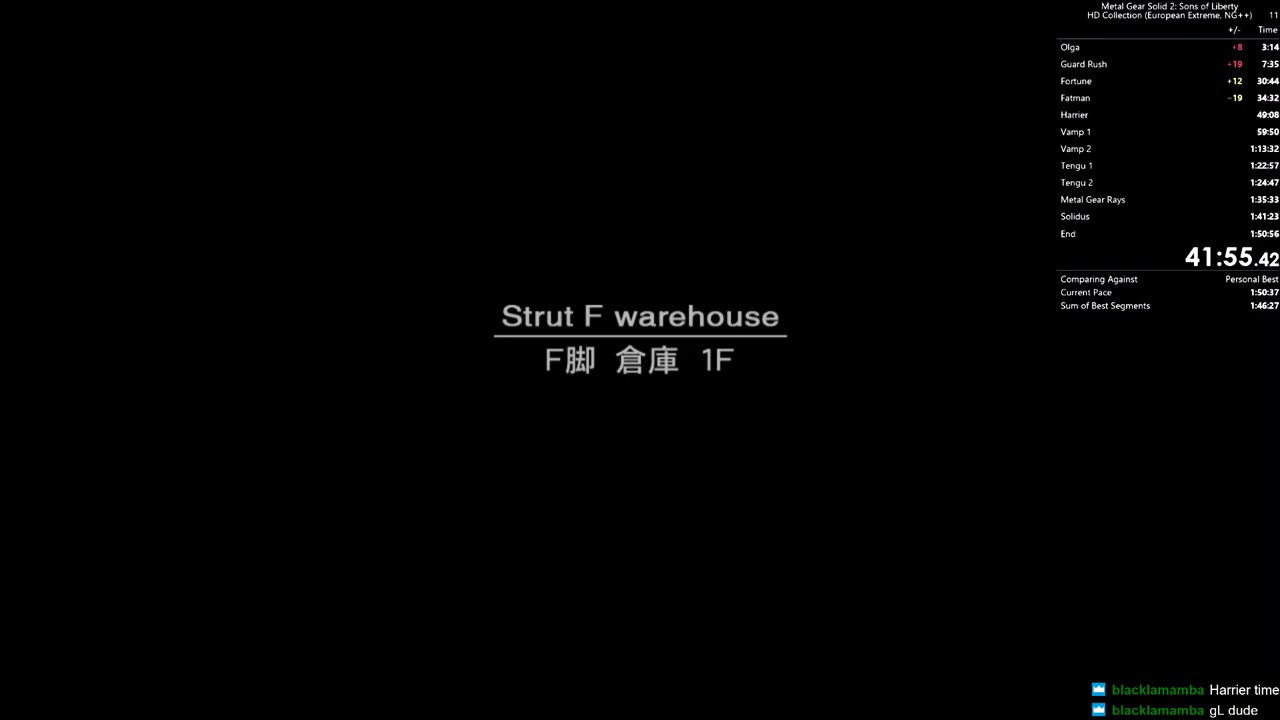 Metal Gear Solid 2: Sons of Liberty
HD Collection (European Extreme, NG++) 11
+/- Time
Olga +8 3:14
Guard Rush +19 7:35
Fortune +12 30:44
Fatman −19 34:32
Harrier 49:08
Vamp 1 59:50
Vamp 2 1:13:32
Tengu 1 1:22:57
Tengu 2 1:24:47
Metal Gear Rays 1:35:33
Solidus 1:41:23
End 1:50:56
41:55.42
Comparing Against Personal Best
Current Pace 1:50:37
Sum of Best Segments 1:46:27
Strut F warehouse
F脚 倉庫 1F
blacklamamba Harrier time
blacklamamba gL dude